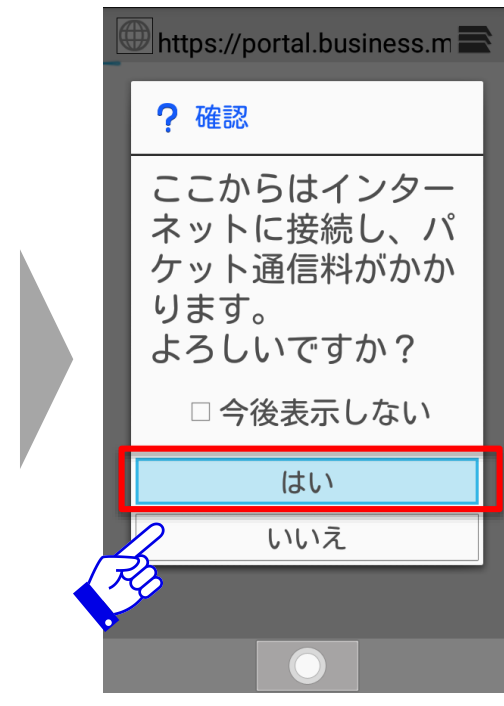 https://portal.business.m
? 確認
ここからはインター
ネットに接続し、パ
ケット通信料がかか
ります。
よろしいですか？
今後表示しない
はい
いいえ